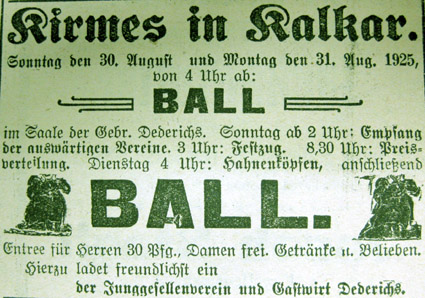 Kirmes in Kalkar.
Sonntag den 30. August und Montag den 31. Aug. 1925,
von 4 Uhr ab:
BALL
im Saale der Gebr. Dederichs. Sonntag ab 2 Uhr: Empfang
der auswärtigen Vereine. 3 Uhr: Festzug. 8,30 Uhr: Preis-
verteilung. Dienstag 4 Uhr: Hahnenköpfen, anschließend
BALL.
Entree für Herren 30 Pfg., Damen frei. Getränke n. Belieben.
Hierzu ladet freundlichst ein
der Junggesellenverein und Gastwirt Dederichs.